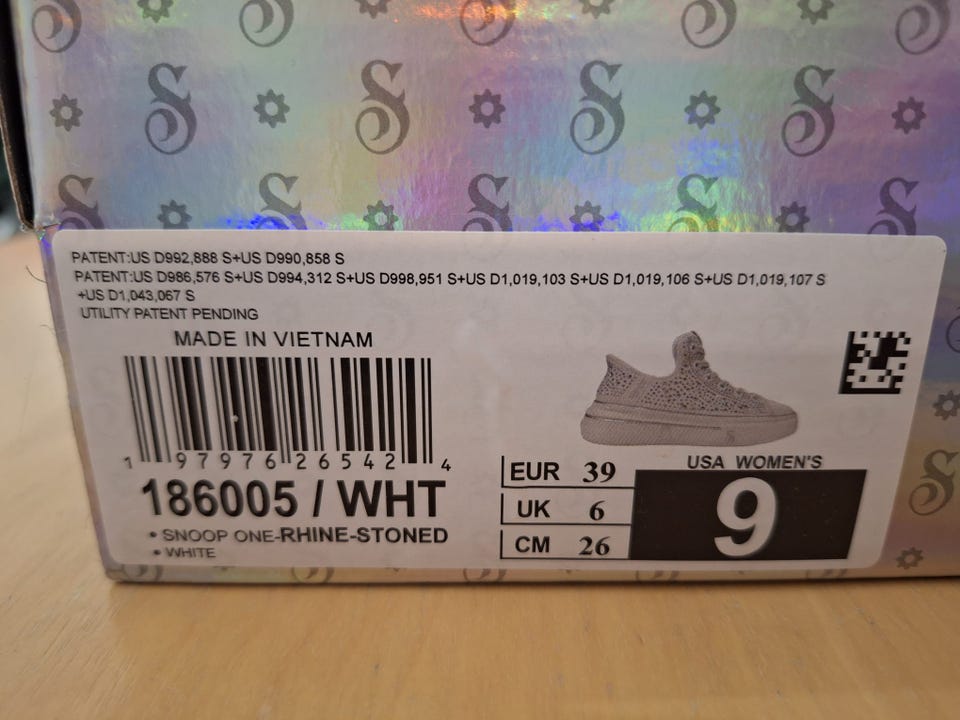 PATENT:US D992,888 S+US D990,858 S
PATENT:US D986,576 S+US D994,312 S+US D998,951 S+US D1,019,103 S+US D1,019,106 S+US D1,019,107 S
+US D1,043,067 S
UTILITY PATENT PENDING
MADE IN VIETNAM
1 97976 26542 4
186005 / WHT
• SNOOP ONE-RHINE-STONED
• WHITE
EUR 39
UK 6
CM 26
USA WOMEN'S
9